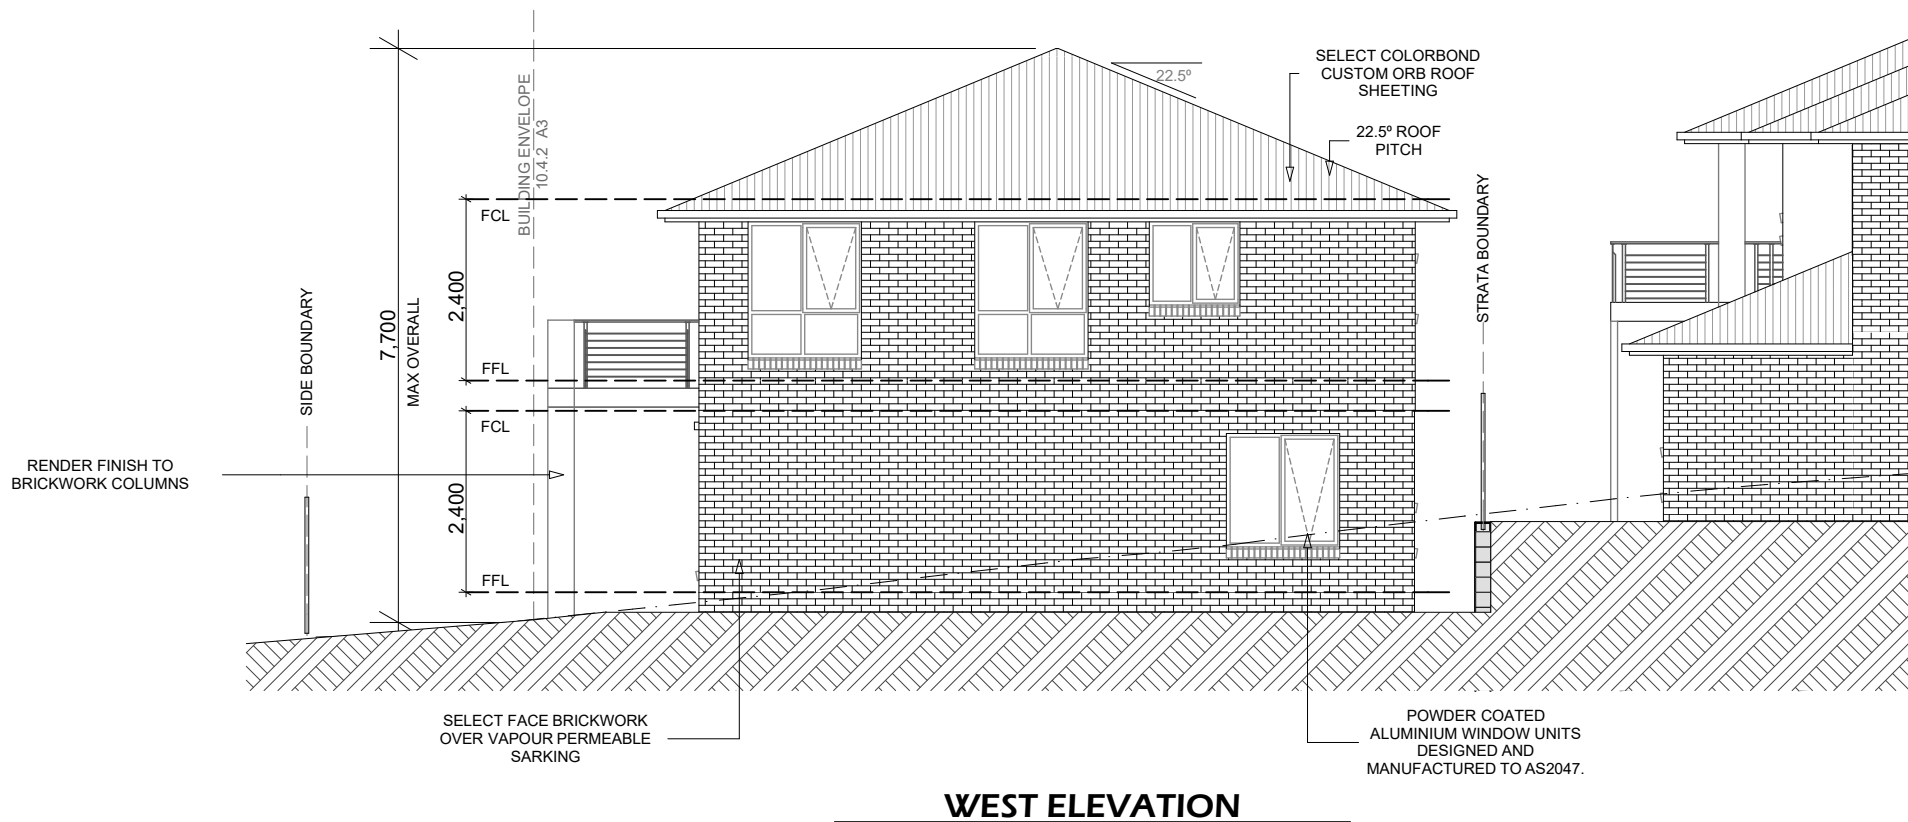 SELECT COLORBOND
CUSTOM ORB ROOF
SHEETING
22.5º
22.5º ROOF
PITCH
BUILDING ENVELOPE
10.4.2 A3
FCL
2,400
FFL
7,700
MAX OVERALL
SIDE BOUNDARY
STRATA BOUNDARY
FCL
2,400
FFL
RENDER FINISH TO
BRICKWORK COLUMNS
SELECT FACE BRICKWORK
OVER VAPOUR PERMEABLE
SARKING
POWDER COATED
ALUMINIUM WINDOW UNITS
DESIGNED AND
MANUFACTURED TO AS2047.
WEST ELEVATION